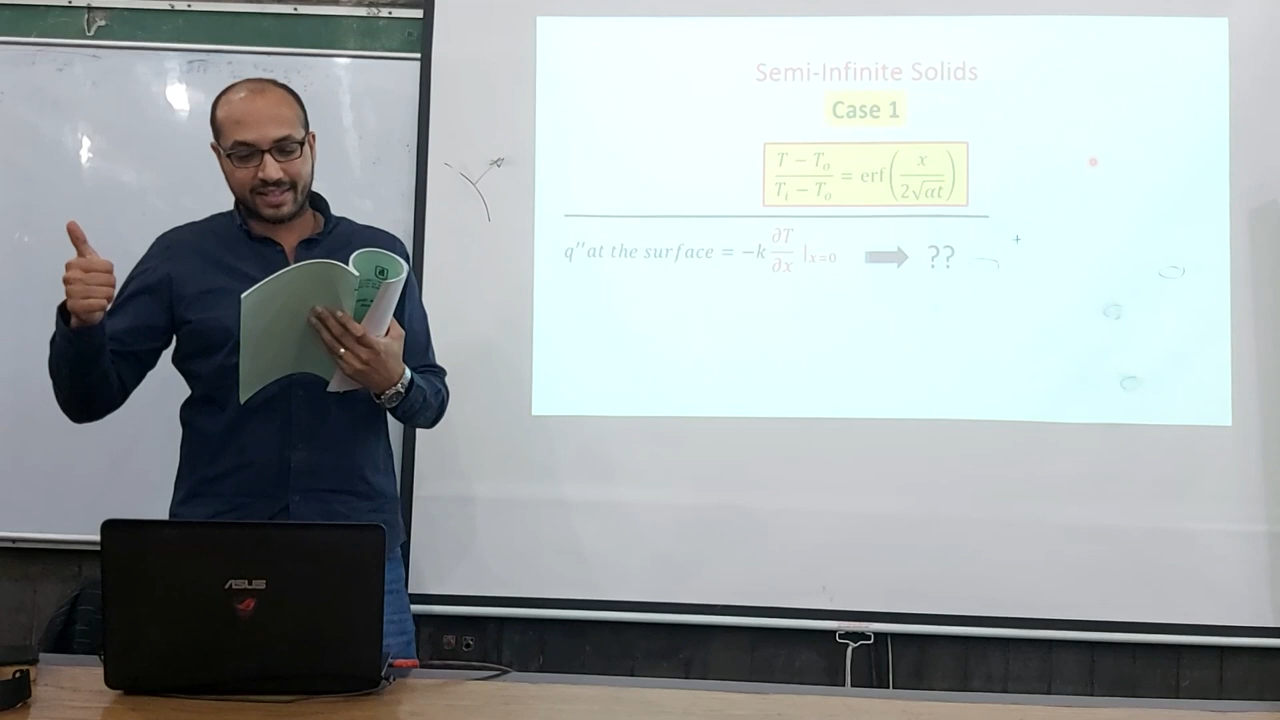 Semi-Infinite Solids
Case 1
(T − T_o)/(T_i − T_o) = erf(x/(2√αt))
q" at the surface = −k ∂T/∂x |x=0 ➡ ??
ASUS